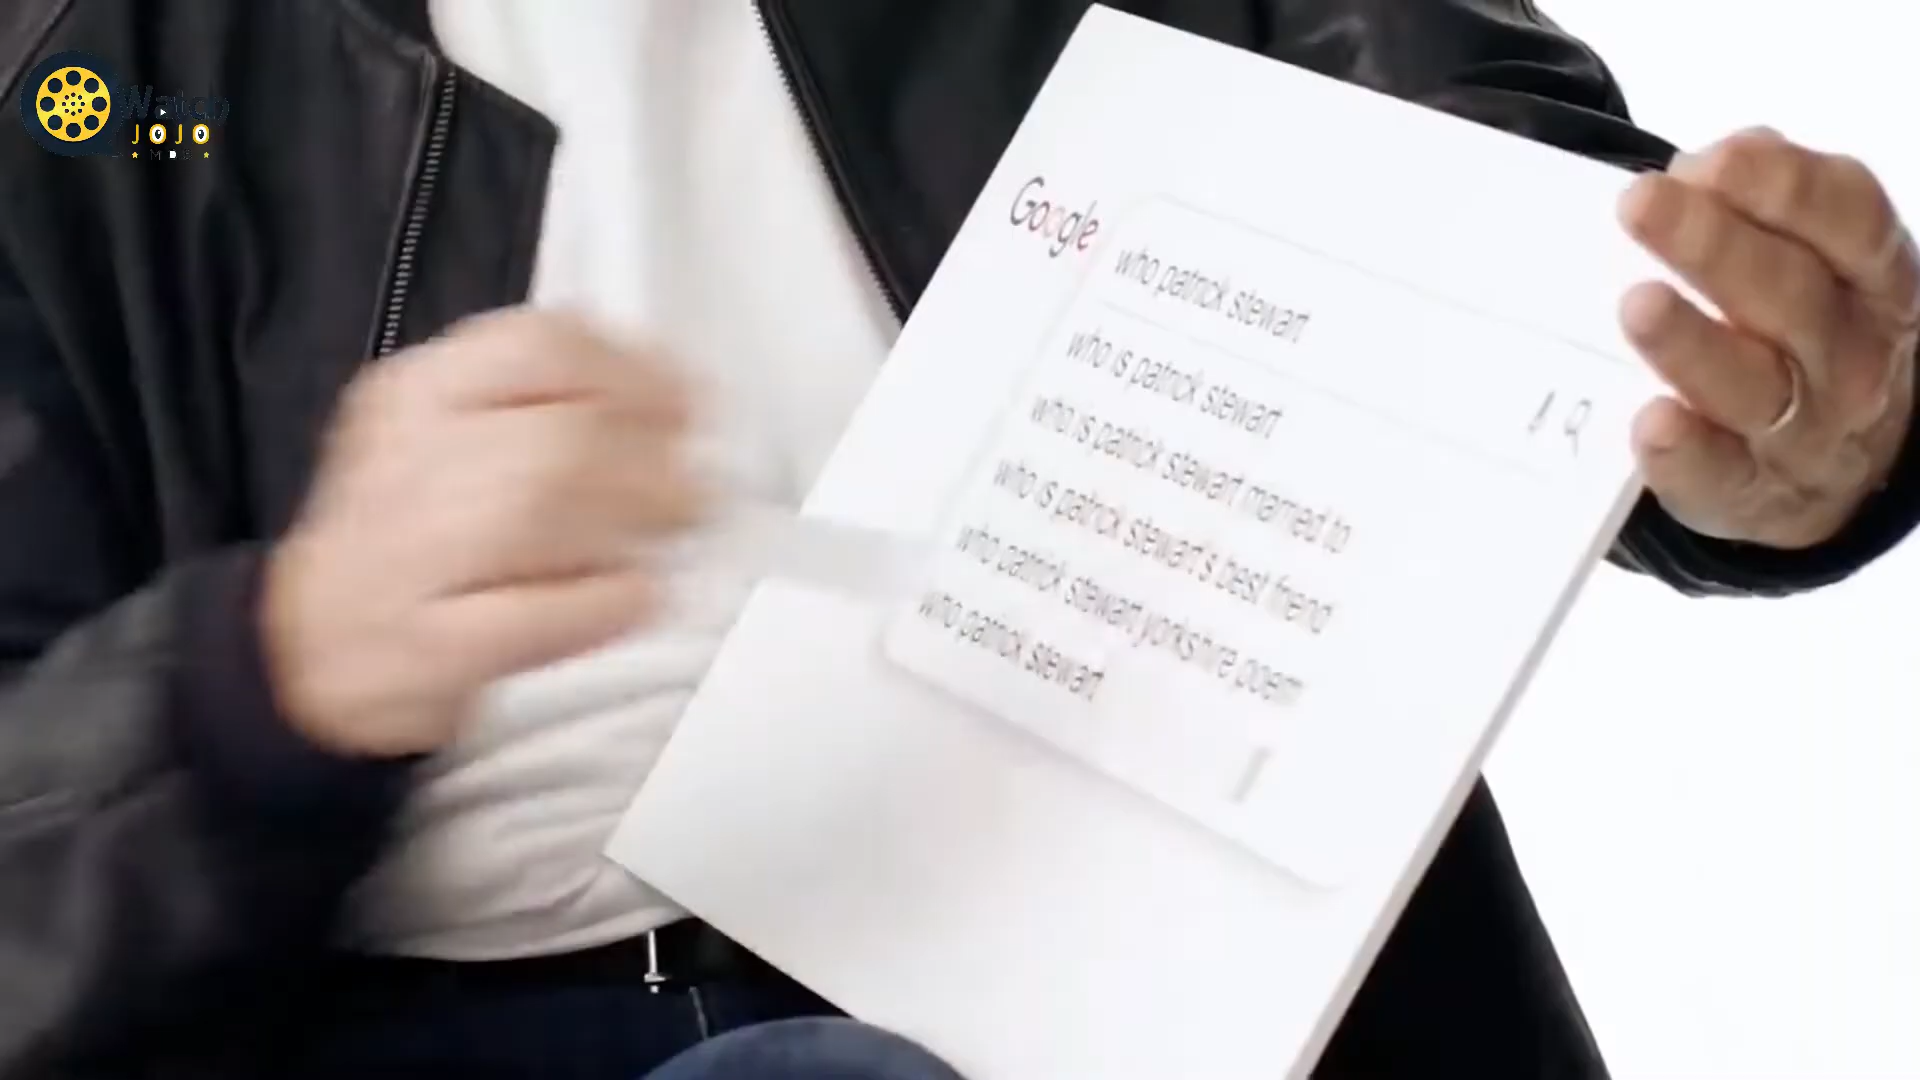 Watch
JOJO
Google
who patrick stewart
who is patrick stewart
who is patrick stewart married to
who is patrick stewart's best friend
who patrick stewart yorkshire poem
who patrick stewart